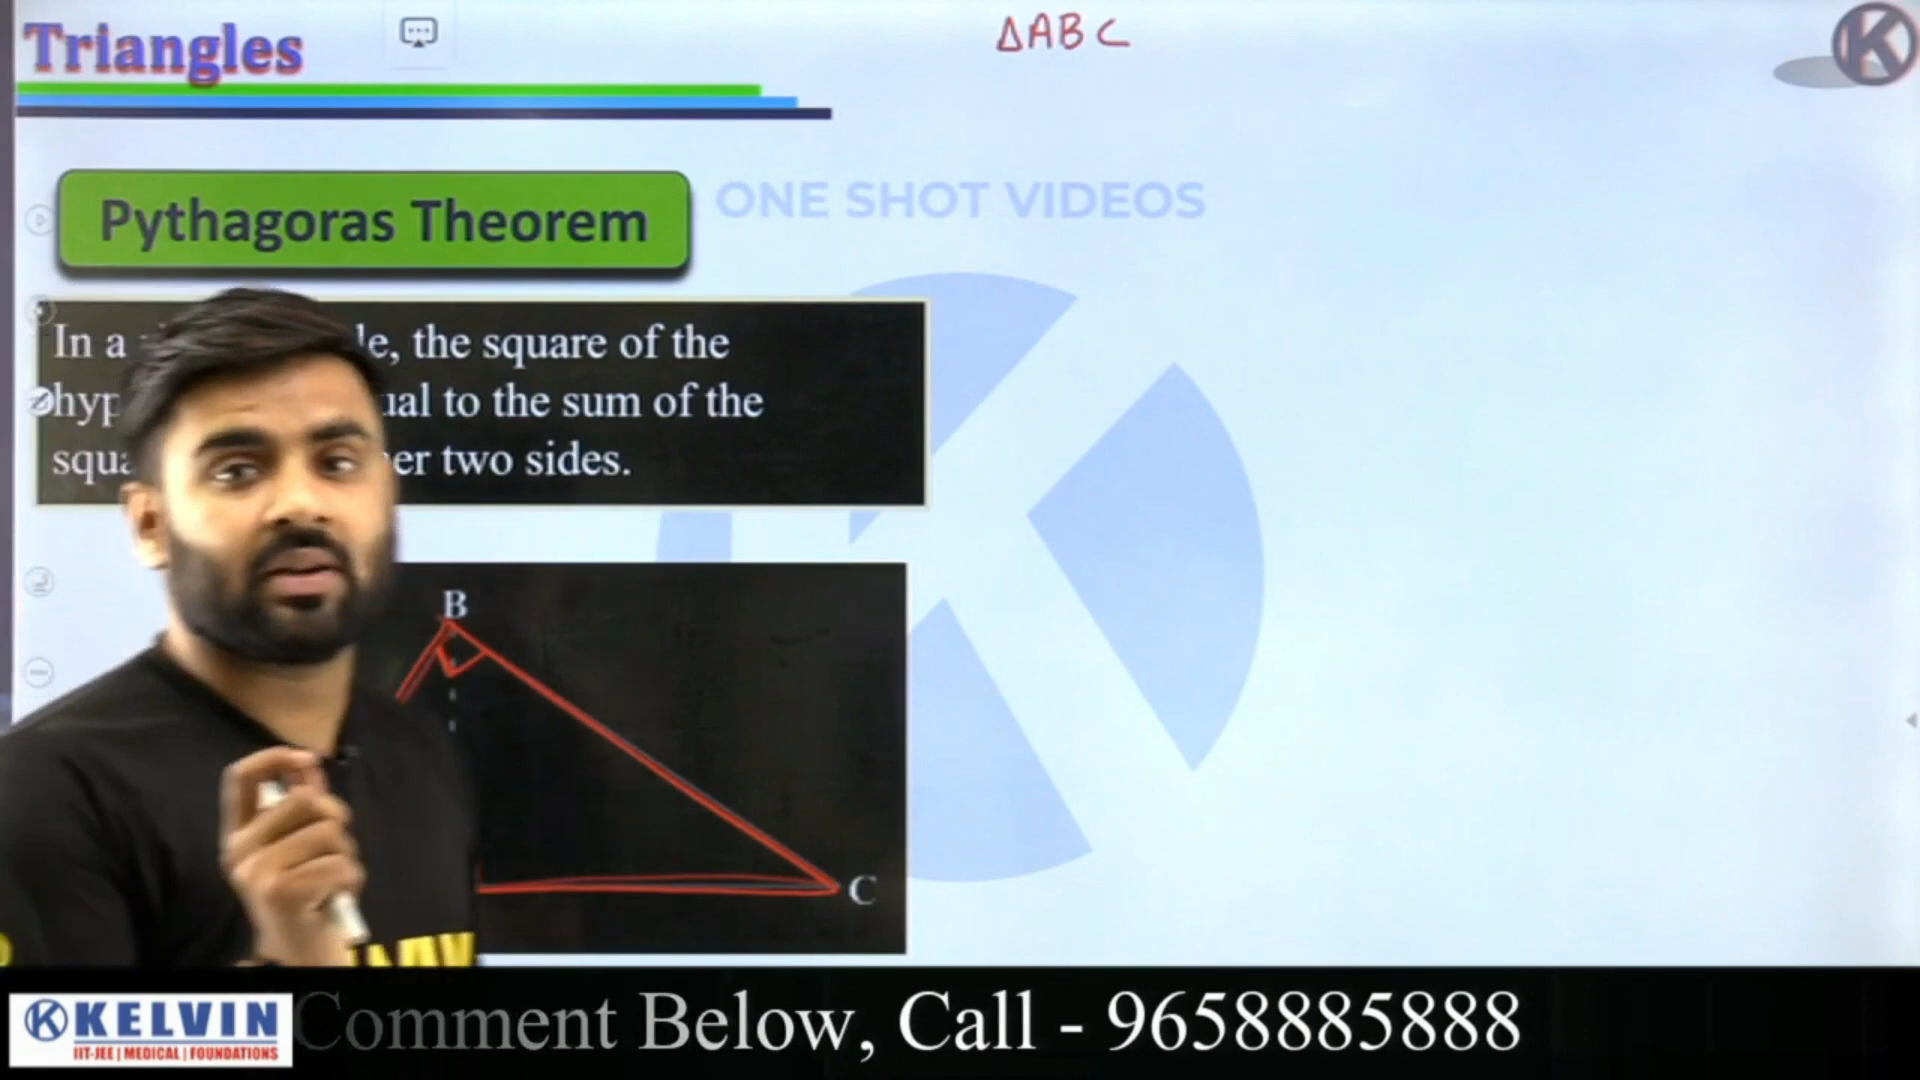 Triangles
ΔABC
Pythagoras Theorem
ONE SHOT VIDEOS
In a le, the square of the
hyp ual to the sum of the
squa er two sides.
B
C
KELVIN
IIT-JEE | MEDICAL | FOUNDATIONS
Comment Below, Call - 9658885888